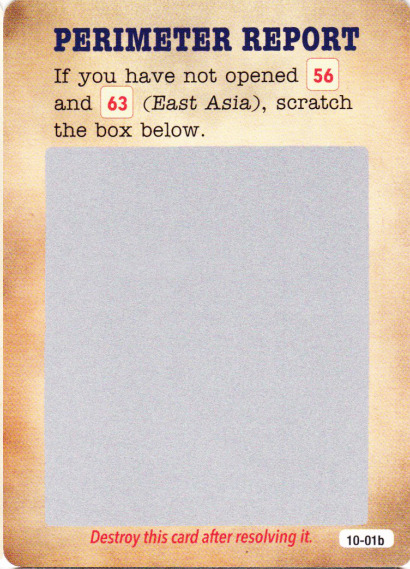 PERIMETER REPORT
If you have not opened 56
and 63 (East Asia), scratch
the box below.
Destroy this card after resolving it.
10-01b